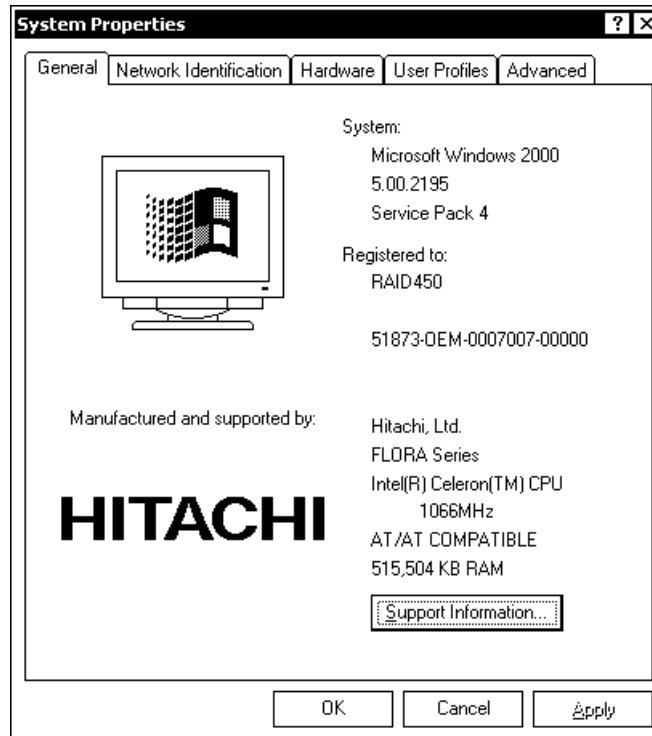 System Properties
General
Network Identification
Hardware
User Profiles
Advanced
System:
Microsoft Windows 2000
5.00.2195
Service Pack 4
Registered to:
RAID450
51873-OEM-0007007-00000
Manufactured and supported by:
HITACHI
Hitachi, Ltd.
FLORA Series
Intel(R) Celeron(TM) CPU
1066MHz
AT/AT COMPATIBLE
515,504 KB RAM
Support Information...
OK
Cancel
Apply